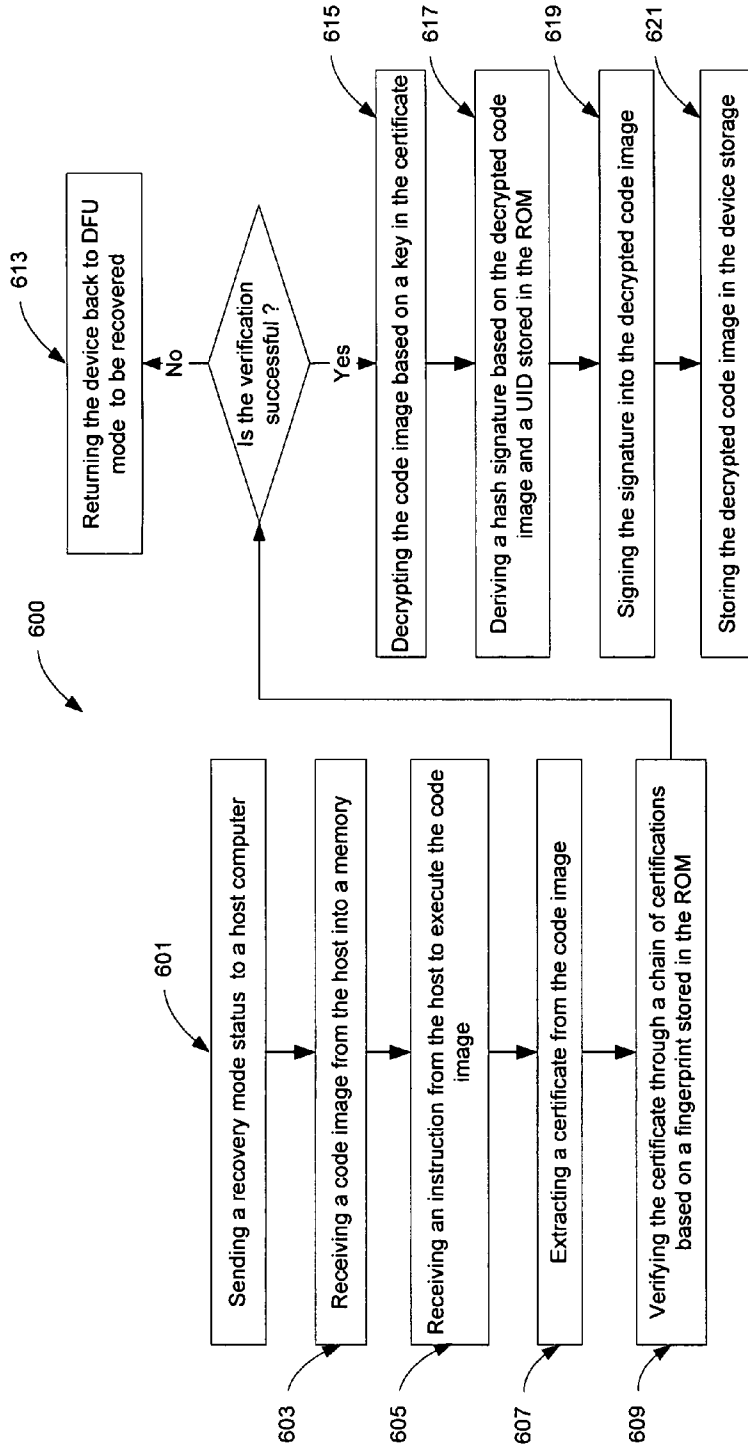 600
601
Sending a recovery mode status to a host computer
603
Receiving a code image from the host into a memory
605
Receiving an instruction from the host to execute the code
image
607
Extracting a certificate from the code image
609
Verifying the certificate through a chain of certifications
based on a fingerprint stored in the ROM
613
Returning the device back to DFU
mode to be recovered
No
Is the verification
successful ?
Yes
615
Decrypting the code image based on a key in the certificate
617
Deriving a hash signature based on the decrypted code
image and a UID stored in the ROM
619
Signing the signature into the decrypted code image
621
Storing the decrypted code image in the device storage